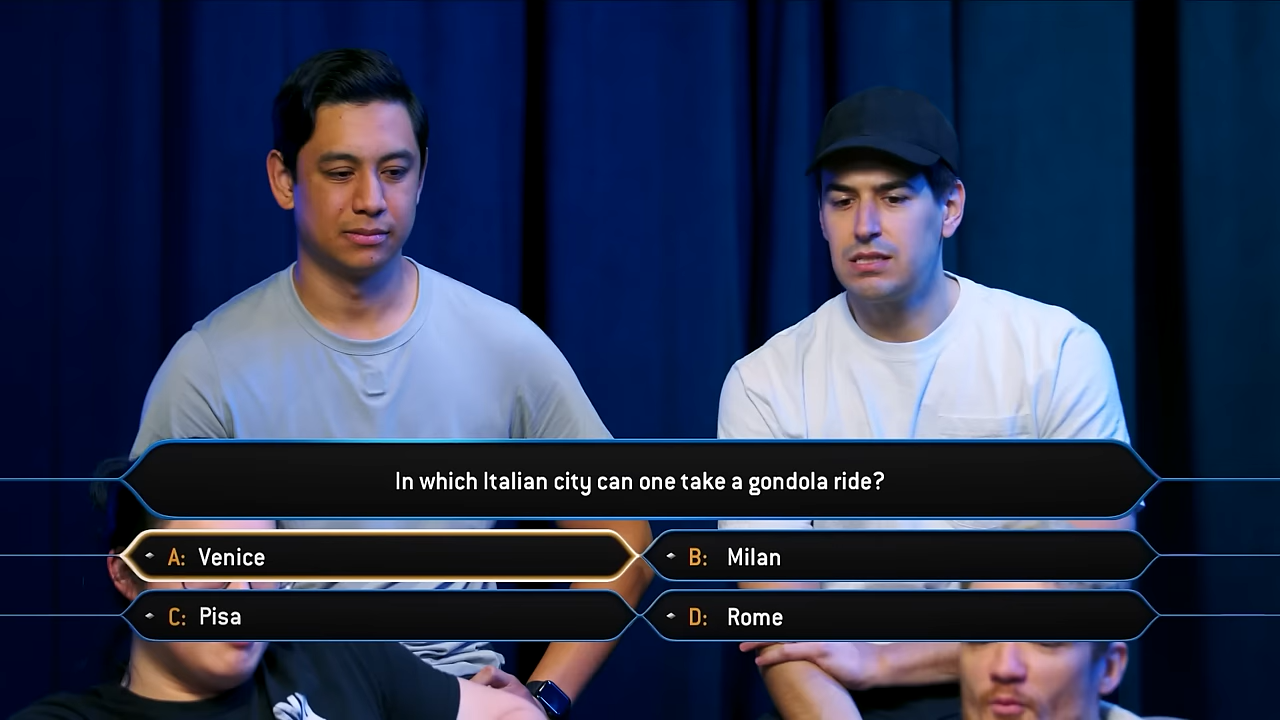 In which Italian city can one take a gondola ride?
A: Venice
B: Milan
C: Pisa
D: Rome